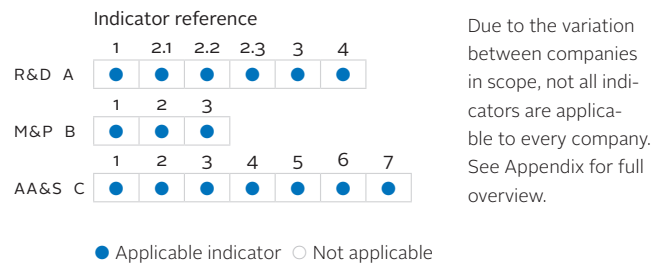 Indicator reference
1 2.1 2.2 2.3 3 4
R&D A
1 2 3
M&P B
1 2 3 4 5 6 7
AA&S C
Applicable indicator Not applicable
Due to the variation
between companies
in scope, not all indi-
cators are applica-
ble to every company.
See Appendix for full
overview.